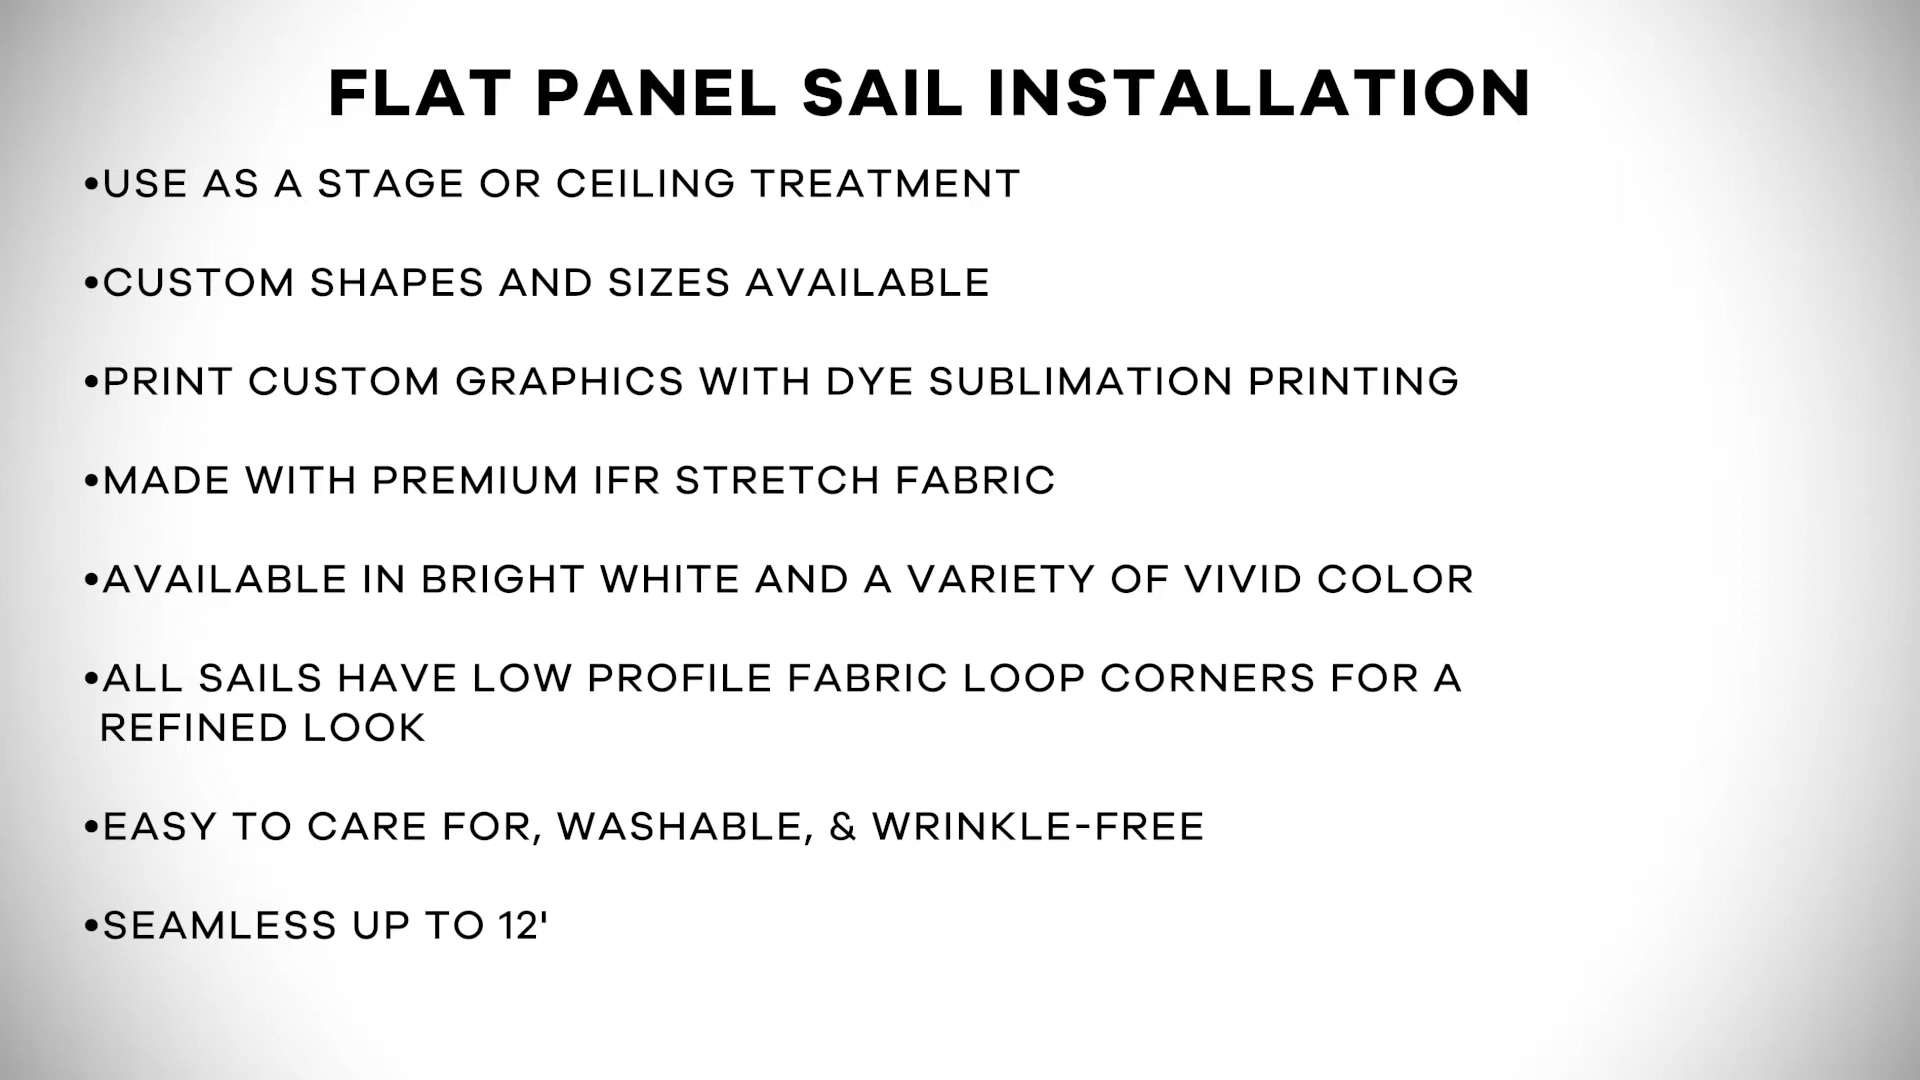 FLAT PANEL SAIL INSTALLATION
•USE AS A STAGE OR CEILING TREATMENT
•CUSTOM SHAPES AND SIZES AVAILABLE
•PRINT CUSTOM GRAPHICS WITH DYE SUBLIMATION PRINTING
•MADE WITH PREMIUM IFR STRETCH FABRIC
•AVAILABLE IN BRIGHT WHITE AND A VARIETY OF VIVID COLOR
•ALL SAILS HAVE LOW PROFILE FABRIC LOOP CORNERS FOR A
REFINED LOOK
•EASY TO CARE FOR, WASHABLE, & WRINKLE-FREE
•SEAMLESS UP TO 12'